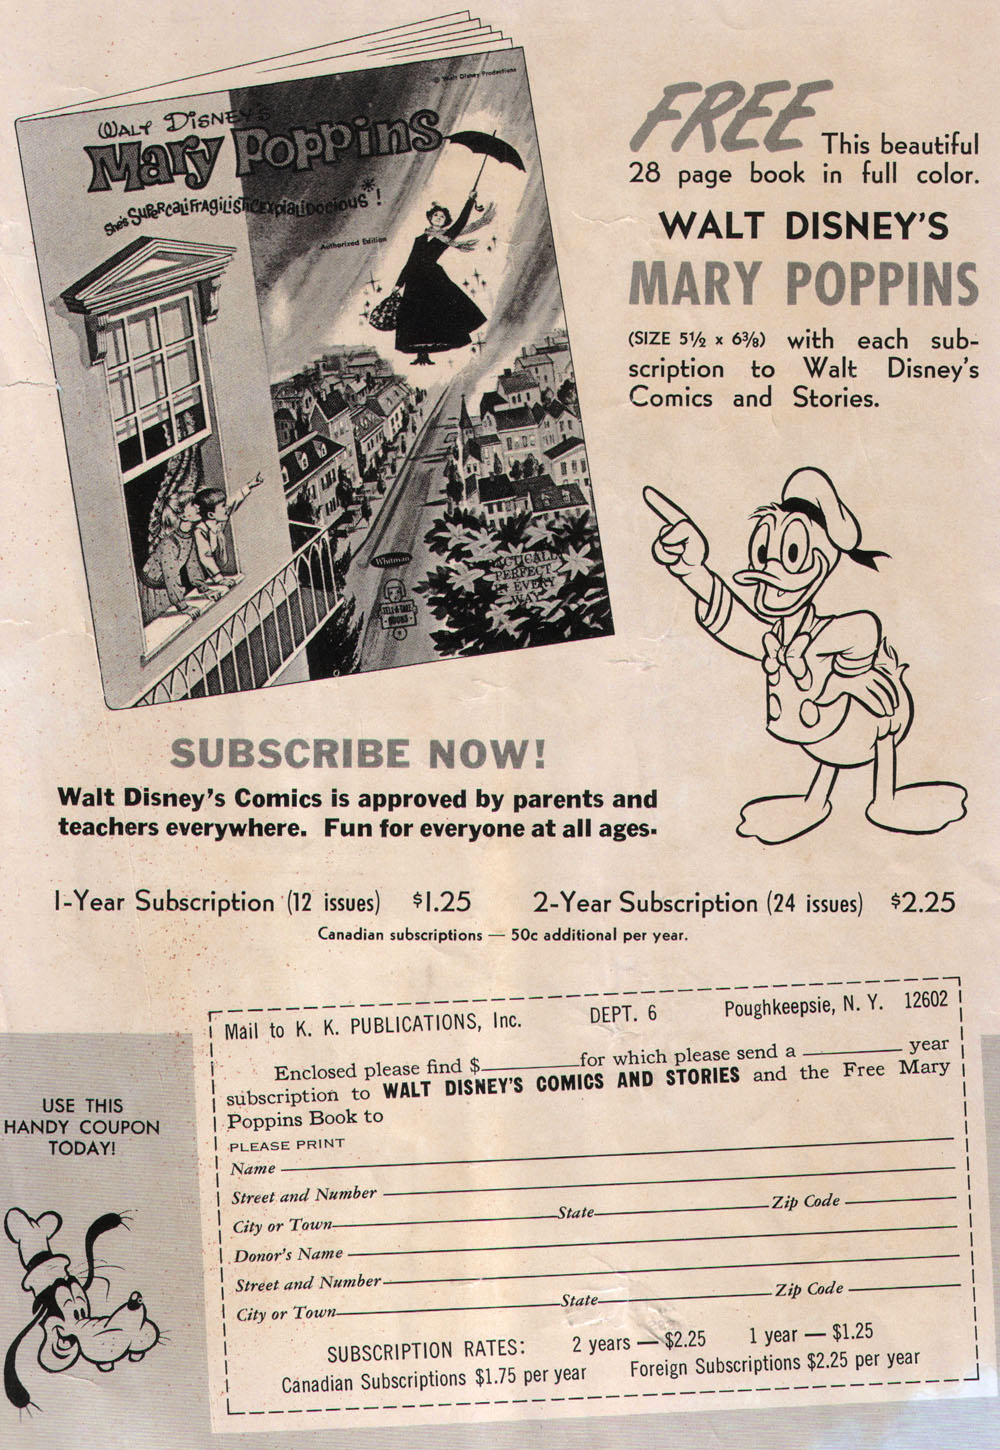 © Walt Disney Productions
WALT DISNEY'S
Mary Poppins
She's SUPERCALIFRAGILISTICEXPIALIDOCIOUS*!
Authorized Edition
Whitman
TELL-A-TALE
BOOKS
PRACTICALLY
PERFECT
IN EVERY
WAY
FREE This beautiful
28 page book in full color.
WALT DISNEY'S
MARY POPPINS
(SIZE 5½ x 6⅜) with each sub-
scription to Walt Disney's
Comics and Stories.
SUBSCRIBE NOW!
Walt Disney's Comics is approved by parents and
teachers everywhere. Fun for everyone at all ages.
1-Year Subscription (12 issues) $1.25 2-Year Subscription (24 issues) $2.25
Canadian subscriptions — 50c additional per year.
USE THIS
HANDY COUPON
TODAY!
Mail to K. K. PUBLICATIONS, Inc. DEPT. 6 Poughkeepsie, N. Y. 12602
Enclosed please find $ for which please send a year
subscription to WALT DISNEY'S COMICS AND STORIES and the Free Mary
Poppins Book to
PLEASE PRINT
Name
Street and Number
City or Town State Zip Code
Donor's Name
Street and Number
City or Town State Zip Code
SUBSCRIPTION RATES: 2 years — $2.25 1 year — $1.25
Canadian Subscriptions $1.75 per year Foreign Subscriptions $2.25 per year